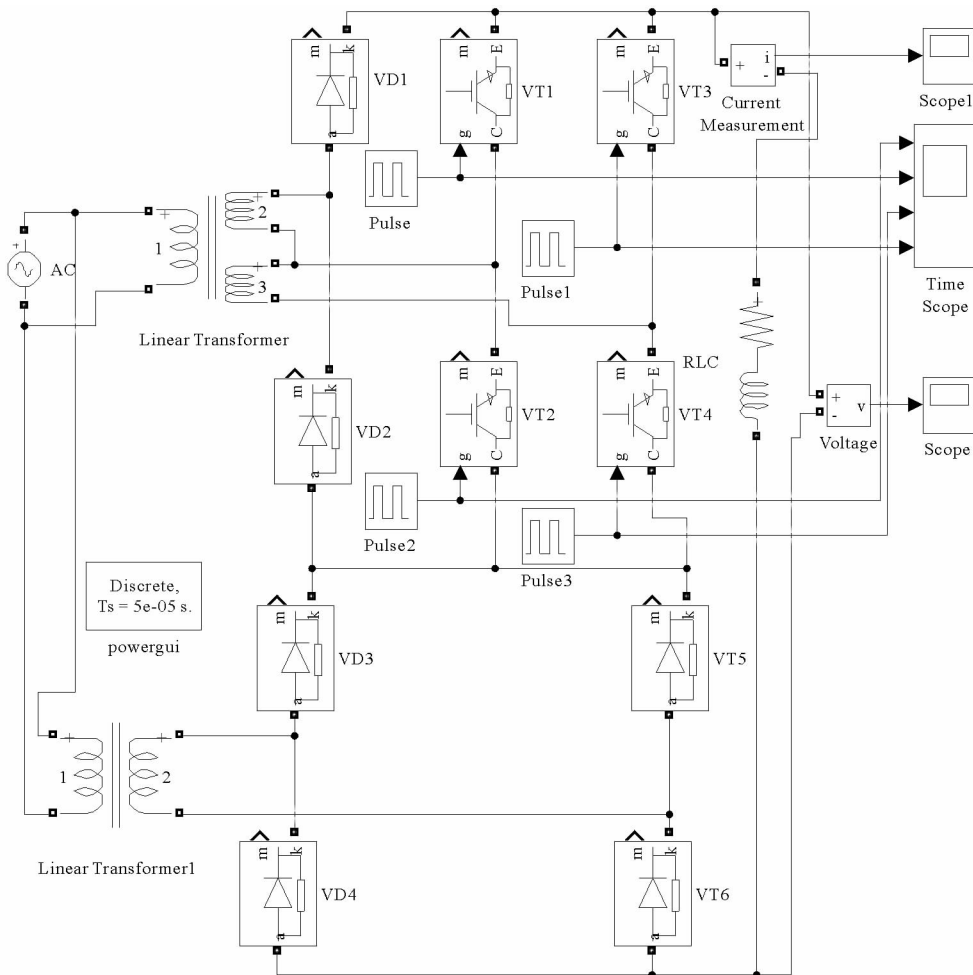 m
k
a
VD1
m
E
g
C
VT1
m
E
g
C
VT3
+
i
-
Current
Measurement
Scope1
Pulse
Pulse1
Time
Scope
+
AC
+
1
+
2
+
3
Linear Transformer
m
k
a
VD2
m
E
g
C
VT2
RLC
m
E
g
C
VT4
+
+
-
v
Voltage
Scope
Pulse2
Pulse3
Discrete,
Ts = 5e-05 s.
powergui
m
k
a
VD3
m
k
a
VT5
+
1
+
2
Linear Transformer1
m
k
a
VD4
m
k
a
VT6